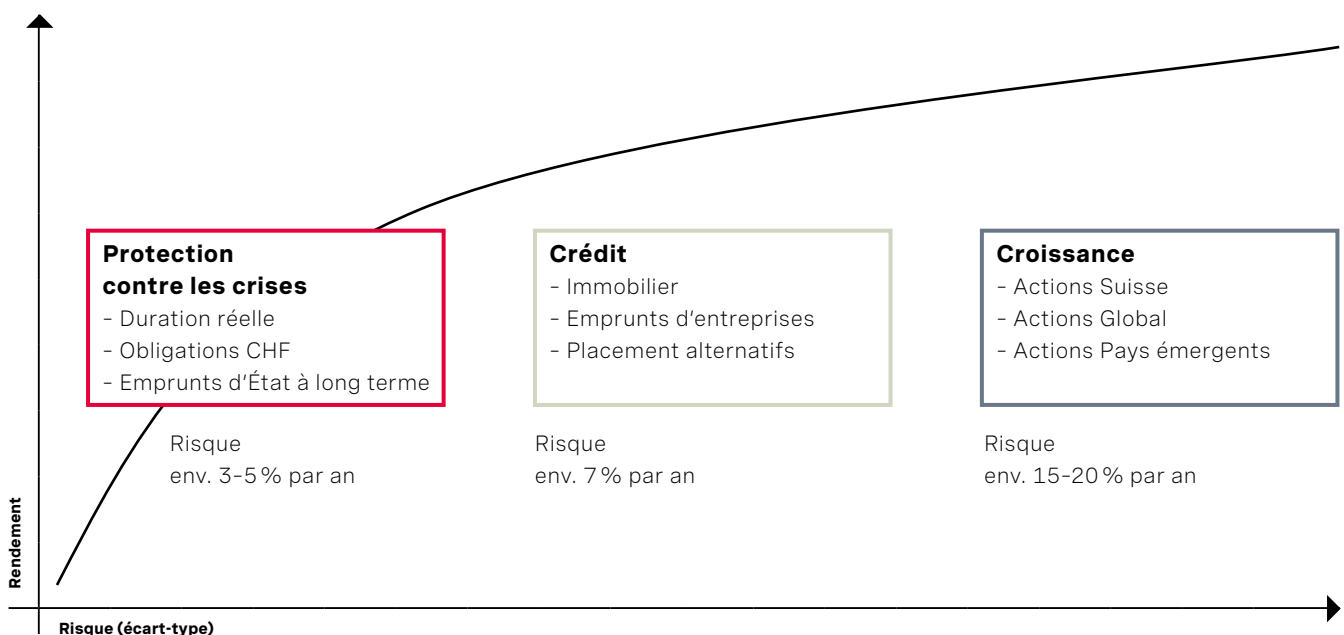 Protection
contre les crises
- Duration réelle
- Obligations CHF
- Emprunts d'État à long terme
Risque
env. 3-5 % par an
Crédit
- Immobilier
- Emprunts d'entreprises
- Placement alternatifs
Risque
env. 7 % par an
Croissance
- Actions Suisse
- Actions Global
- Actions Pays émergents
Risque
env. 15-20 % par an
Rendement
Risque (écart-type)